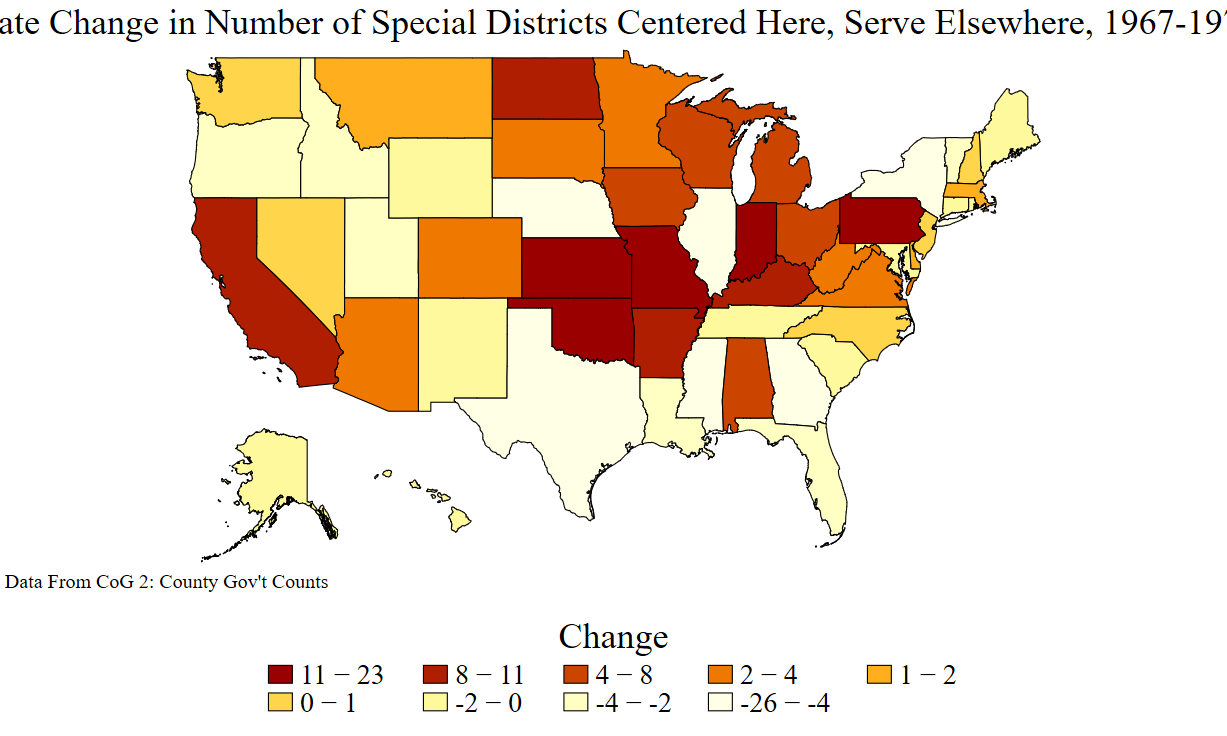 ate Change in Number of Special Districts Centered Here, Serve Elsewhere, 1967-197
Data From CoG 2: County Gov't Counts
Change
11 − 23 8 − 11 4 − 8 2 − 4 1 − 2
0 − 1 -2 − 0 -4 − -2 -26 − -4